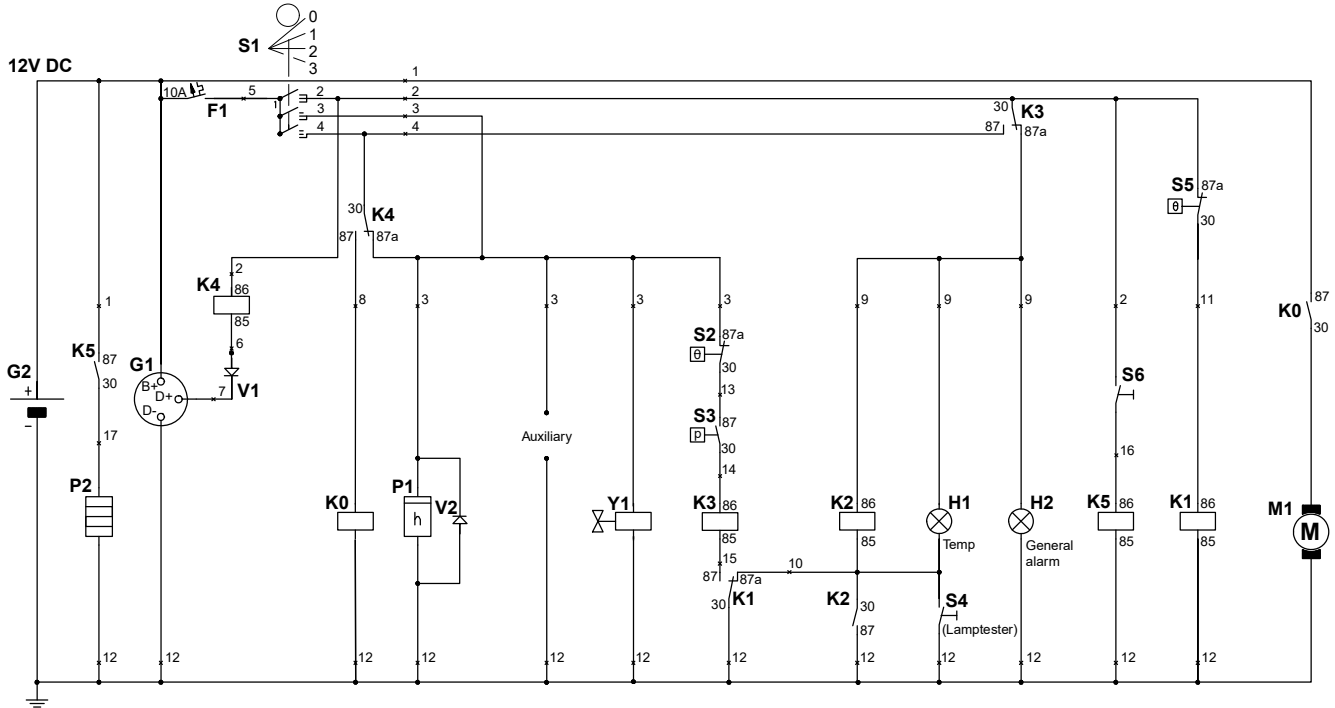 0
1
S1
2
3
12V DC
1
10A
5
2
2
F1
1
3
3
4
4
30
K3
87
87a
S5
87a
θ
30
30
K4
87
87a
2
K4
86
85
1
8
3
3
3
3
9
9
9
2
11
87
K0
30
6
K5
87
30
G1
B+
D+
D-
7
V1
G2
+
−
S2
87a
θ
30
13
S3
87
p
30
14
S6
16
17
Auxiliary
P2
K0
P1
h
V2
Y1
K3
86
85
K2
86
85
H1
Temp
H2
General
alarm
K5
86
85
K1
86
85
M1
M
15
87
87a
30
K1
10
K2
30
87
S4
(Lamptester)
12
12
12
12
12
12
12
12
12
12
12
12